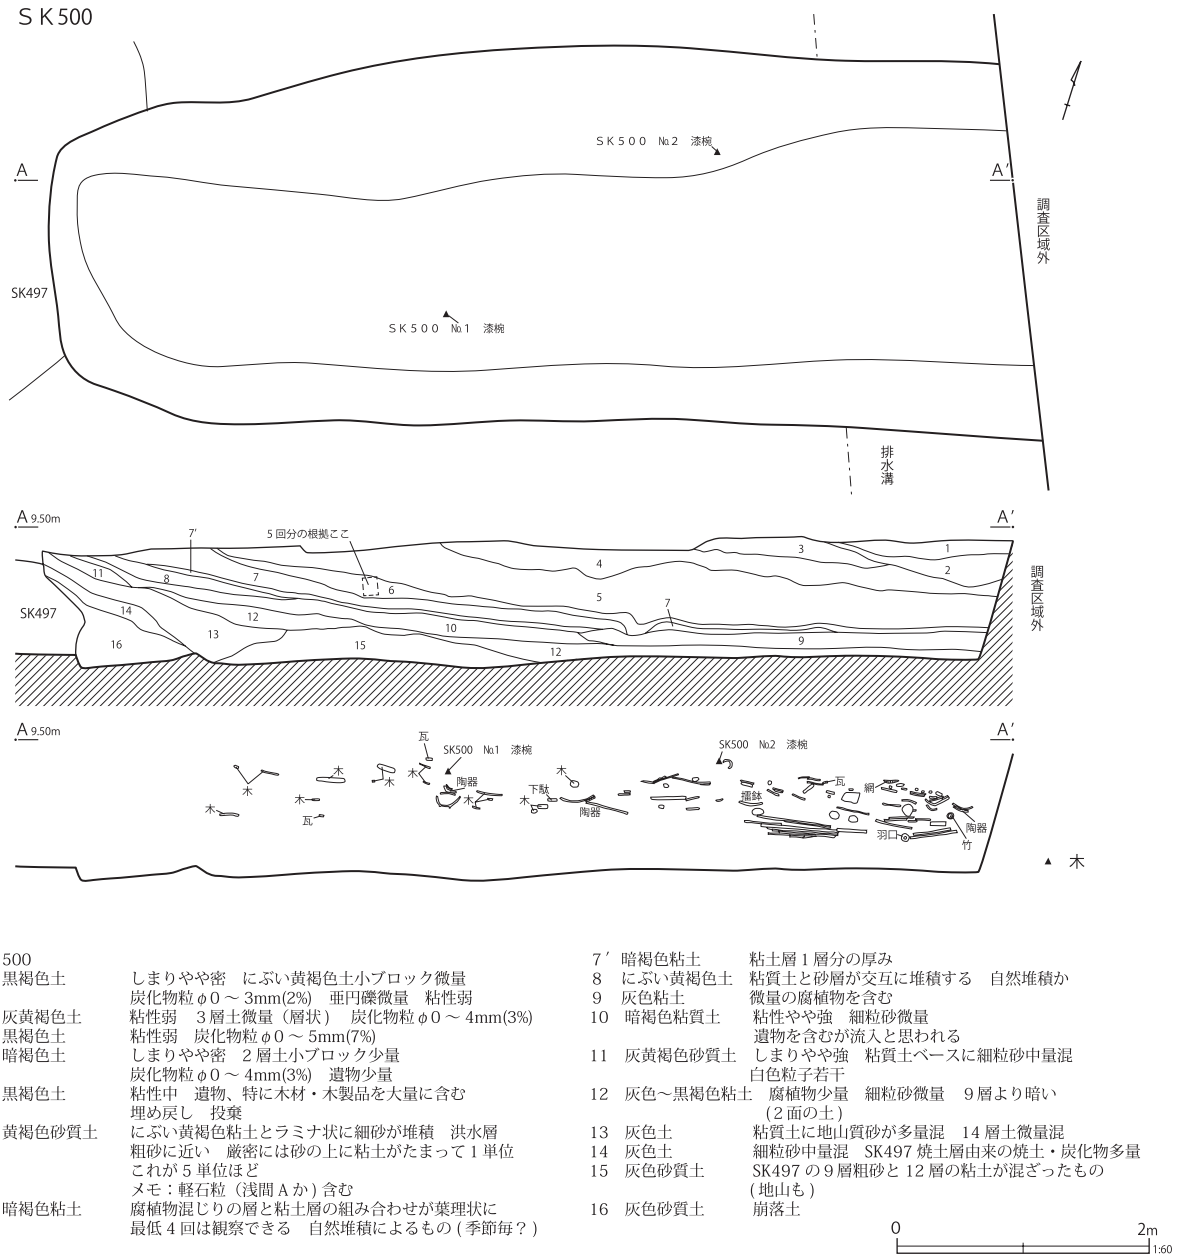 ＳＫ500
ＳＫ５００　№２　漆椀
A
A′
調査区域外
SK497
ＳＫ５００　№１　漆椀
排水溝
A 9.50m
A′
7′
５回分の根拠ここ
1
2
3
4
5
6
7
7
8
9
10
11
12
12
13
14
15
16
SK497
調査区域外
A 9.50m
A′
瓦
SK500　№1　漆椀
SK500　№2　漆椀
木
木
木
木
陶器
木
下駄
木
瓦
擂鉢
網
木
木
瓦
木
陶器
羽口
陶器
竹
▲　木
500
黒褐色土　しまりやや密　にぶい黄褐色土小ブロック微量
炭化物粒φ0～3mm(2%)　亜円礫微量　粘性弱
灰黄褐色土　粘性弱　３層土微量（層状)　炭化物粒φ0～4mm(3%)
黒褐色土　粘性弱　炭化物粒φ0～5mm(7%)
暗褐色土　しまりやや密　２層土小ブロック少量
炭化物粒φ0～4mm(3%)　遺物少量
黒褐色土　粘性中　遺物、特に木材・木製品を大量に含む
埋め戻し　投棄
黄褐色砂質土　にぶい黄褐色粘土とラミナ状に細砂が堆積　洪水層
粗砂に近い　厳密には砂の上に粘土がたまって１単位
これが５単位ほど
メモ：軽石粒（浅間Ａか)含む
暗褐色粘土　腐植物混じりの層と粘土層の組み合わせが葉理状に
最低４回は観察できる　自然堆積によるもの(季節毎？)
7′　暗褐色粘土　粘土層１層分の厚み
8　にぶい黄褐色土　粘質土と砂層が交互に堆積する　自然堆積か
9　灰色粘土　微量の腐植物を含む
10　暗褐色粘質土　粘性やや強　細粒砂微量
遺物を含むが流入と思われる
11　灰黄褐色砂質土　しまりやや強　粘質土ベースに細粒砂中量混
白色粒子若干
12　灰色～黒褐色粘土　腐植物少量　細粒砂微量　９層より暗い
(２面の土)
13　灰色土　粘質土に地山質砂が多量混　14層土微量混
14　灰色土　細粒砂中量混　SK497焼土層由来の焼土・炭化物多量
15　灰色砂質土　SK497の９層粗砂と12層の粘土が混ざったもの
(地山も)
16　灰色砂質土　崩落土
0
2m
1:60